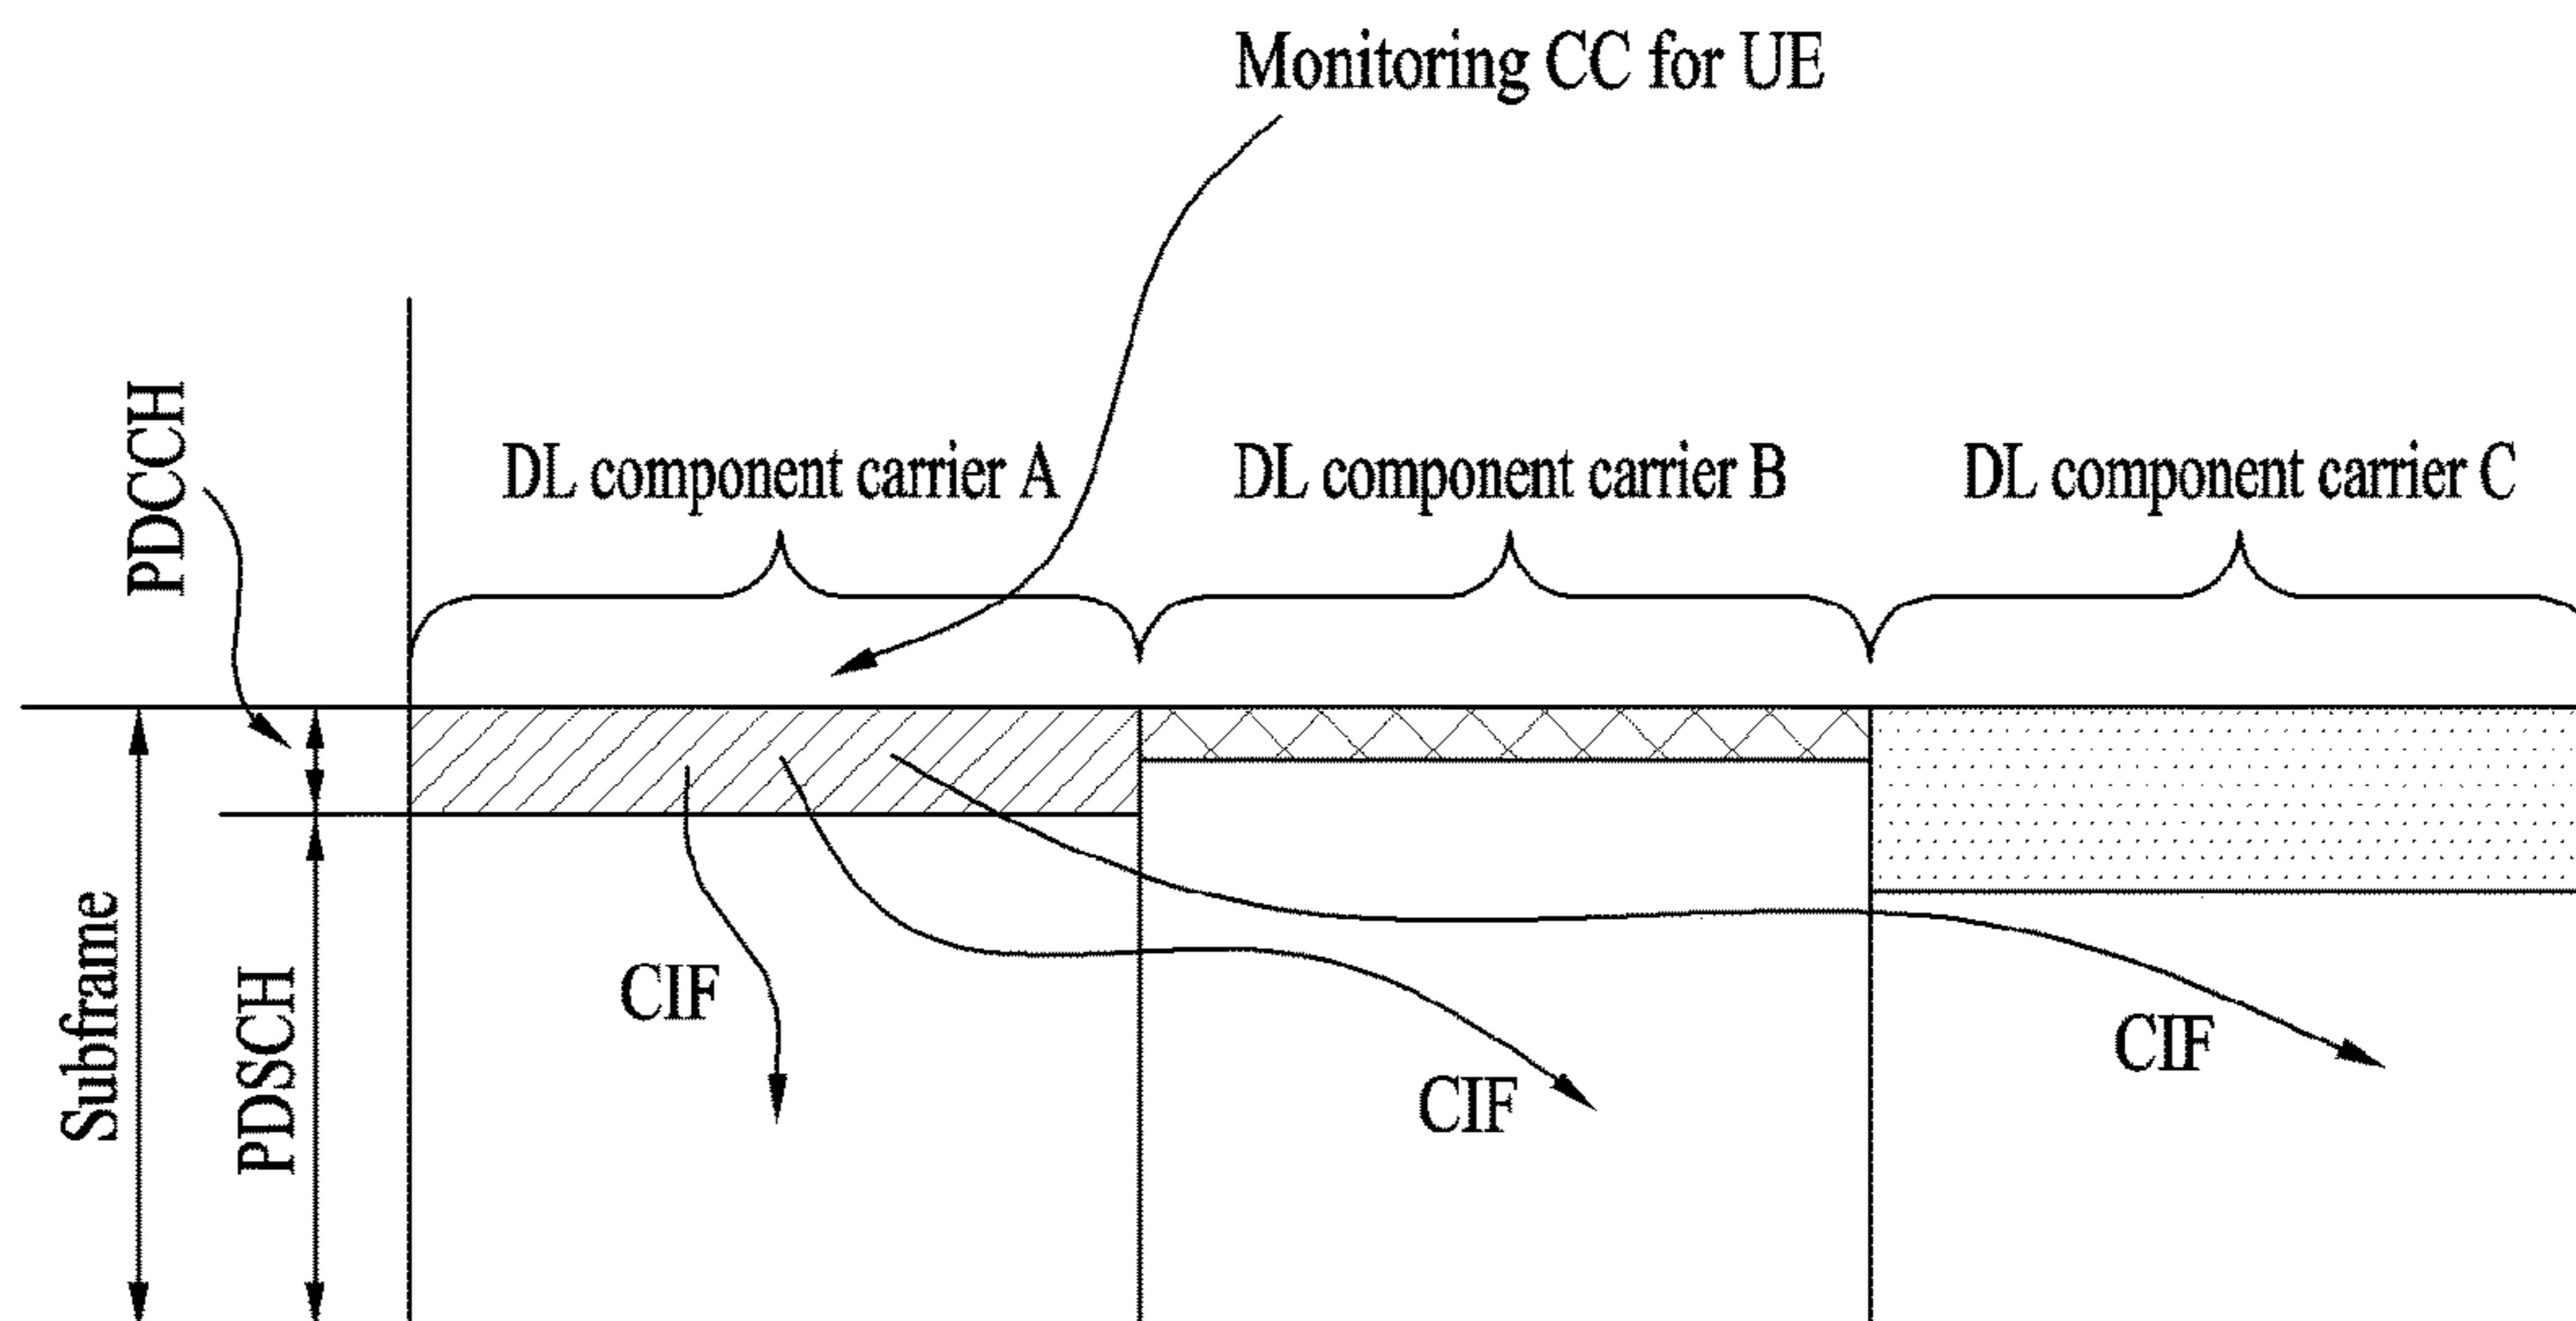 Monitoring CC for UE
PDCCH
DL component carrier A
DL component carrier B
DL component carrier C
Subframe
PDSCH
CIF
CIF
CIF